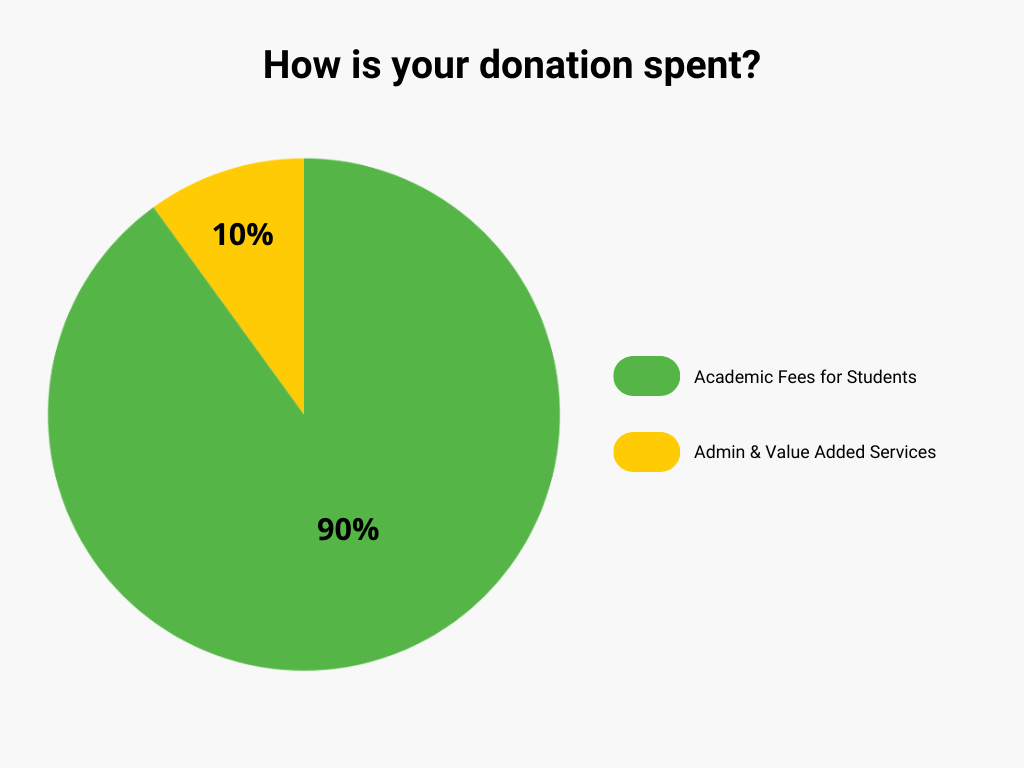 How is your donation spent?
10%
90%
Academic Fees for Students
Admin & Value Added Services